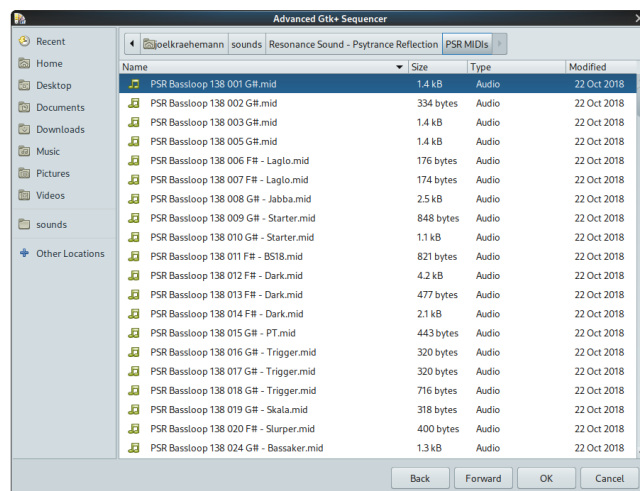 Advanced Gtk+ Sequencer
Recent
Home
Desktop
Documents
Downloads
Music
Pictures
Videos
sounds
Other Locations
joelkraehemann sounds Resonance Sound - Psytrance Reflection PSR MIDIs
Name Size Type Modified
PSR Bassloop 138 001 G#.mid 1.4 kB Audio 22 Oct 2018
PSR Bassloop 138 002 G#.mid 334 bytes Audio 22 Oct 2018
PSR Bassloop 138 003 G#.mid 1.4 kB Audio 22 Oct 2018
PSR Bassloop 138 005 G#.mid 1.4 kB Audio 22 Oct 2018
PSR Bassloop 138 006 F# - Laglo.mid 176 bytes Audio 22 Oct 2018
PSR Bassloop 138 007 F# - Laglo.mid 174 bytes Audio 22 Oct 2018
PSR Bassloop 138 008 G# - Jabba.mid 2.5 kB Audio 22 Oct 2018
PSR Bassloop 138 009 G# - Starter.mid 848 bytes Audio 22 Oct 2018
PSR Bassloop 138 010 G# - Starter.mid 1.1 kB Audio 22 Oct 2018
PSR Bassloop 138 011 F# - BS18.mid 821 bytes Audio 22 Oct 2018
PSR Bassloop 138 012 F# - Dark.mid 4.2 kB Audio 22 Oct 2018
PSR Bassloop 138 013 F# - Dark.mid 477 bytes Audio 22 Oct 2018
PSR Bassloop 138 014 F# - Dark.mid 2.1 kB Audio 22 Oct 2018
PSR Bassloop 138 015 G# - PT.mid 443 bytes Audio 22 Oct 2018
PSR Bassloop 138 016 G# - Trigger.mid 320 bytes Audio 22 Oct 2018
PSR Bassloop 138 017 G# - Trigger.mid 320 bytes Audio 22 Oct 2018
PSR Bassloop 138 018 G# - Trigger.mid 716 bytes Audio 22 Oct 2018
PSR Bassloop 138 019 G# - Skala.mid 318 bytes Audio 22 Oct 2018
PSR Bassloop 138 020 F# - Slurper.mid 400 bytes Audio 22 Oct 2018
PSR Bassloop 138 024 G# - Bassaker.mid 1.3 kB Audio 22 Oct 2018
Back Forward OK Cancel